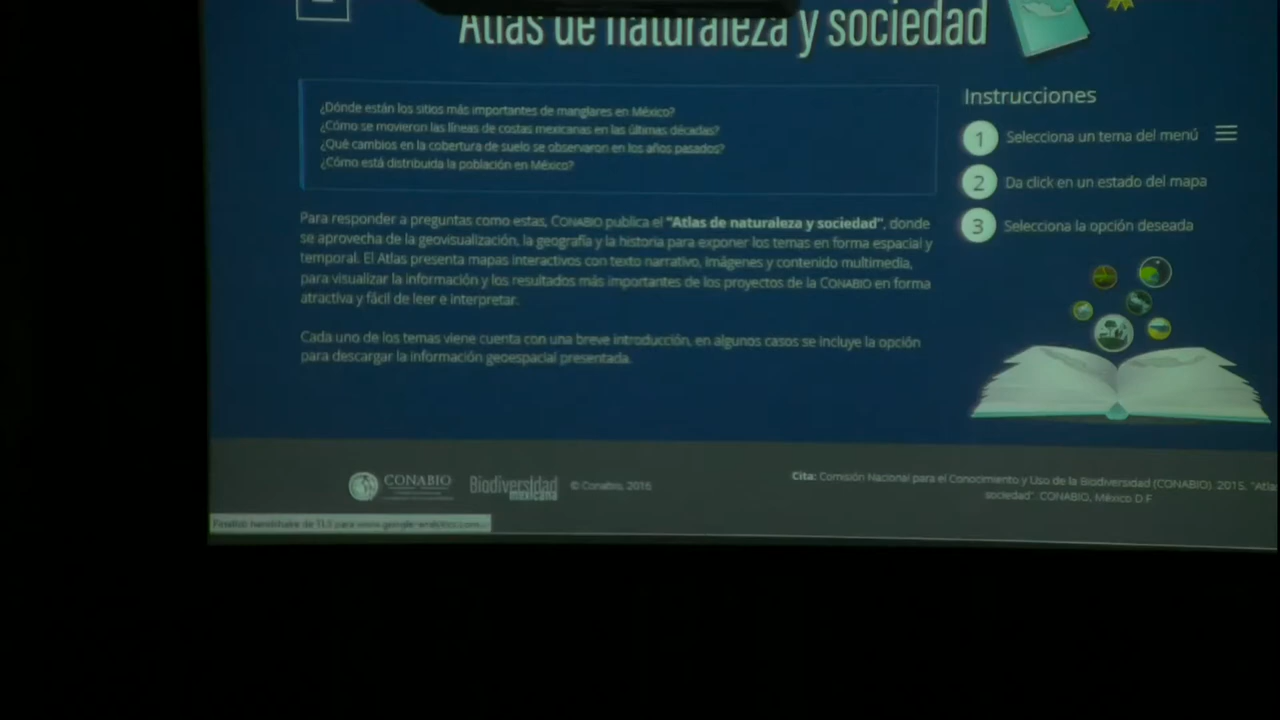 Atlas de naturaleza y sociedad
¿Dónde están los sitios más importantes de manglares en México?
¿Cómo se movieron las líneas de costas mexicanas en las últimas décadas?
¿Qué cambios en la cobertura de suelo se observaron en los años pasados?
¿Cómo está distribuida la población en México?
Para responder a preguntas como estas, CONABIO publica el "Atlas de naturaleza y sociedad", donde
se aprovecha de la geovisualización, la geografía y la historia para exponer los temas en forma espacial y
temporal. El Atlas presenta mapas interactivos con texto narrativo, imágenes y contenido multimedia,
para visualizar la información y los resultados más importantes de los proyectos de la CONABIO en forma
atractiva y fácil de leer e interpretar.
Cada uno de los temas viene cuenta con una breve introducción, en algunos casos se incluye la opción
para descargar la información geoespacial presentada.
Instrucciones
1 Selecciona un tema del menú
2 Da click en un estado del mapa
3 Selecciona la opción deseada
CONABIO
Biodiversidad
mexicana
© Conabio, 2016
Cita: Comisión Nacional para el Conocimiento y Uso de la Biodiversidad (CONABIO). 2015. "Atlas
sociedad". CONABIO, México D.F